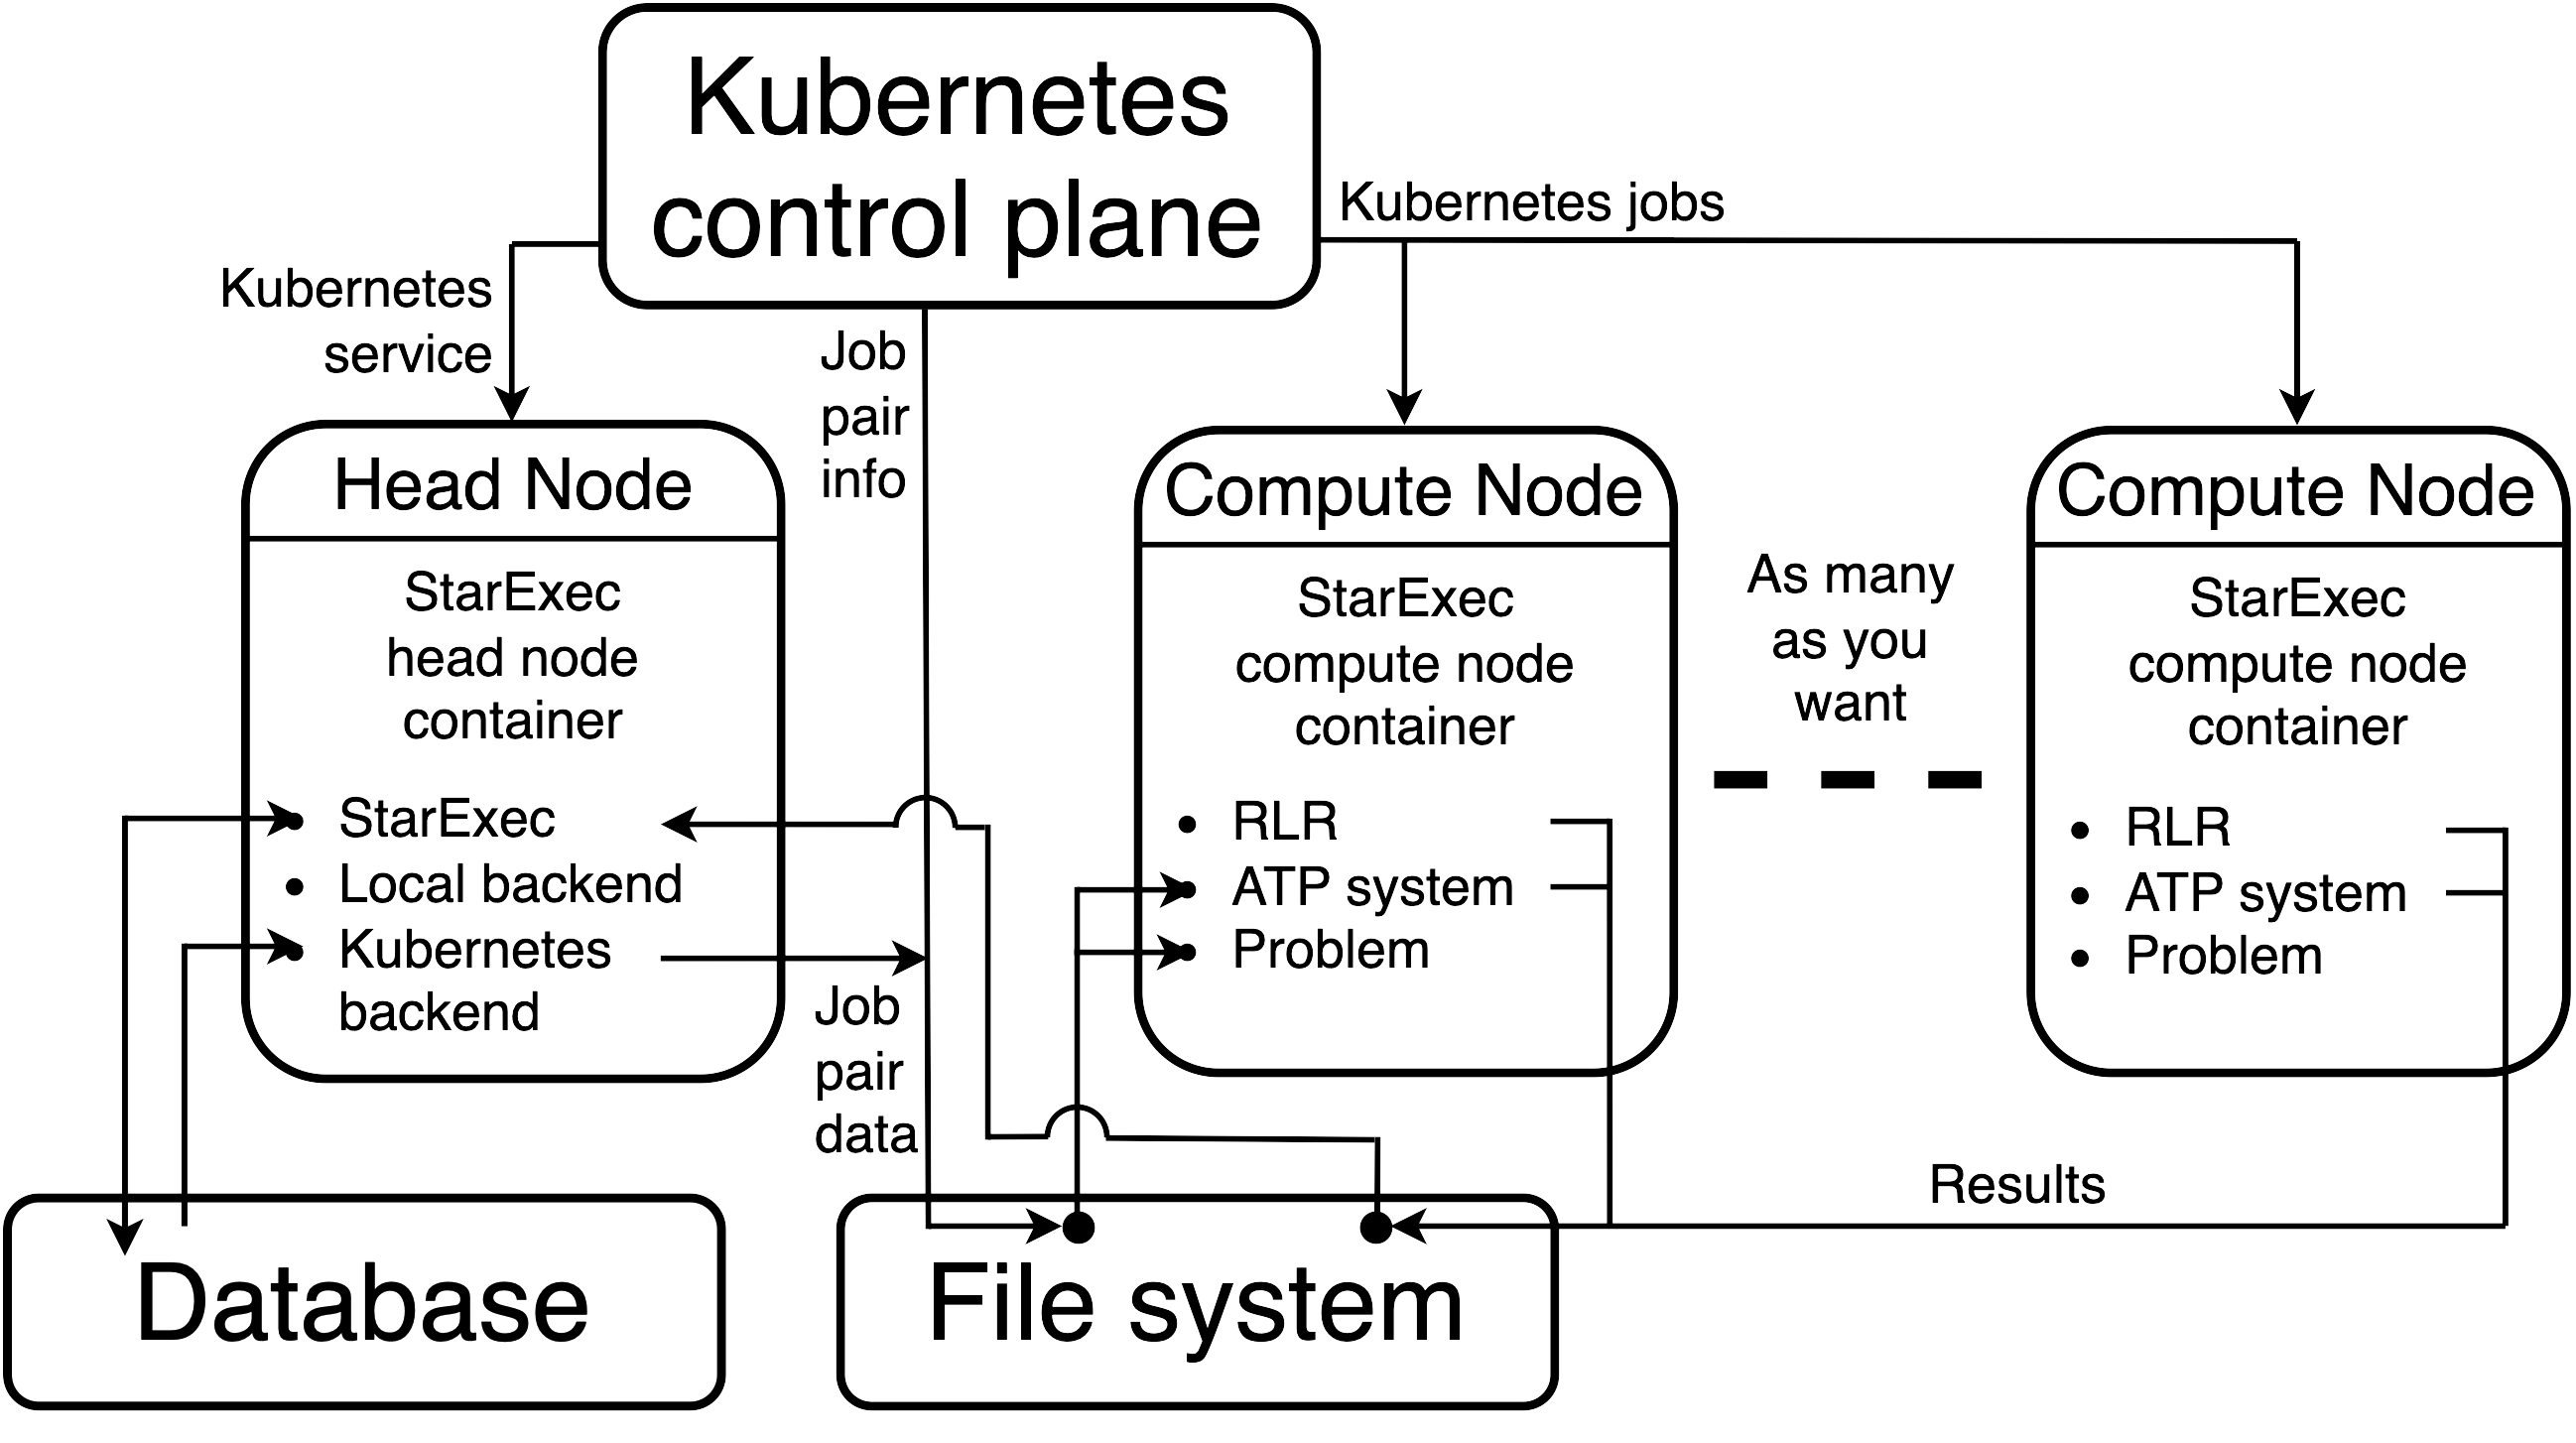 Kubernetes
control plane
Kubernetes jobs
Kubernetes
service
Job
pair
info
Head Node
StarExec
head node
container
• StarExec
• Local backend
• Kubernetes
backend
Job
pair
data
Compute Node
StarExec
compute node
container
• RLR
• ATP system
• Problem
As many
as you
want
Compute Node
StarExec
compute node
container
• RLR
• ATP system
• Problem
Results
Database
File system